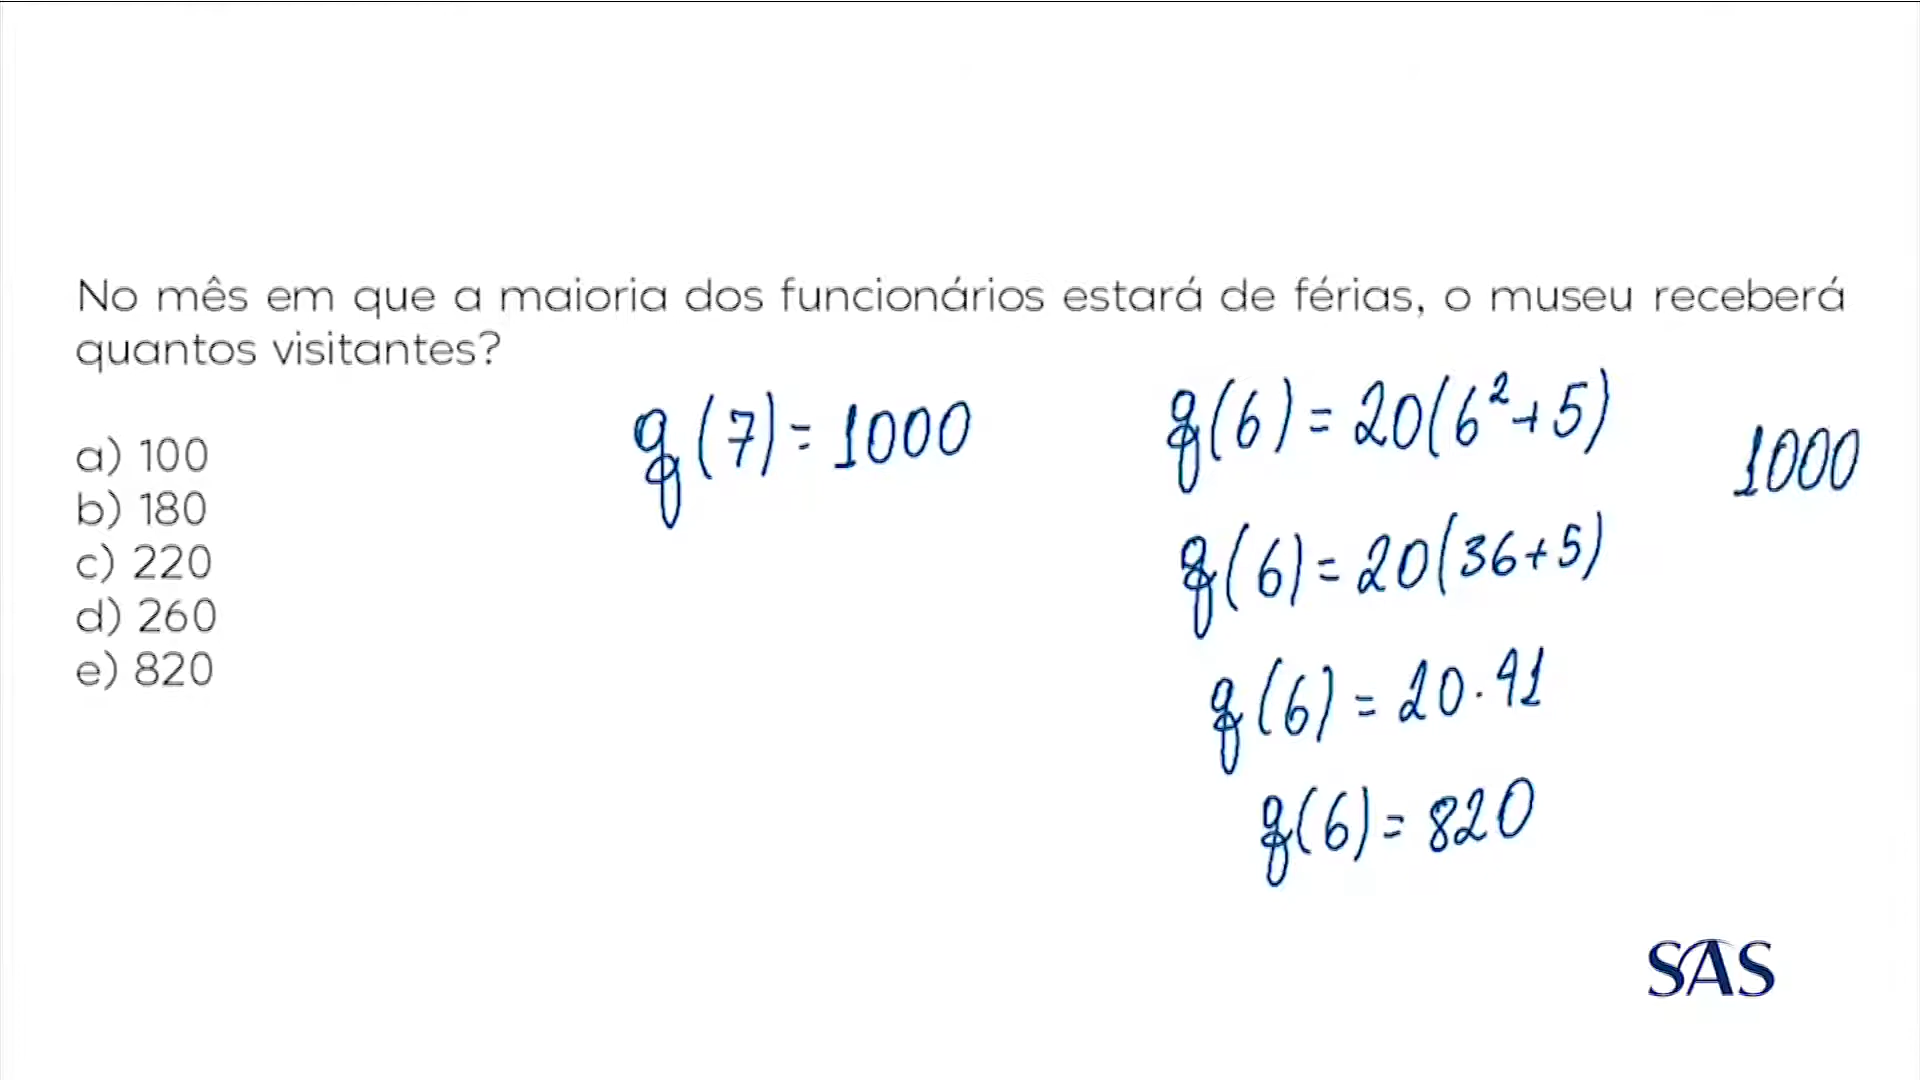 No mês em que a maioria dos funcionários estará de férias, o museu receberá
quantos visitantes?
a) 100
b) 180
c) 220
d) 260
e) 820
q(7) = 1000
q(6) = 20(6²+5)
1000
q(6) = 20(36+5)
q(6) = 20·41
q(6) = 820
SAS